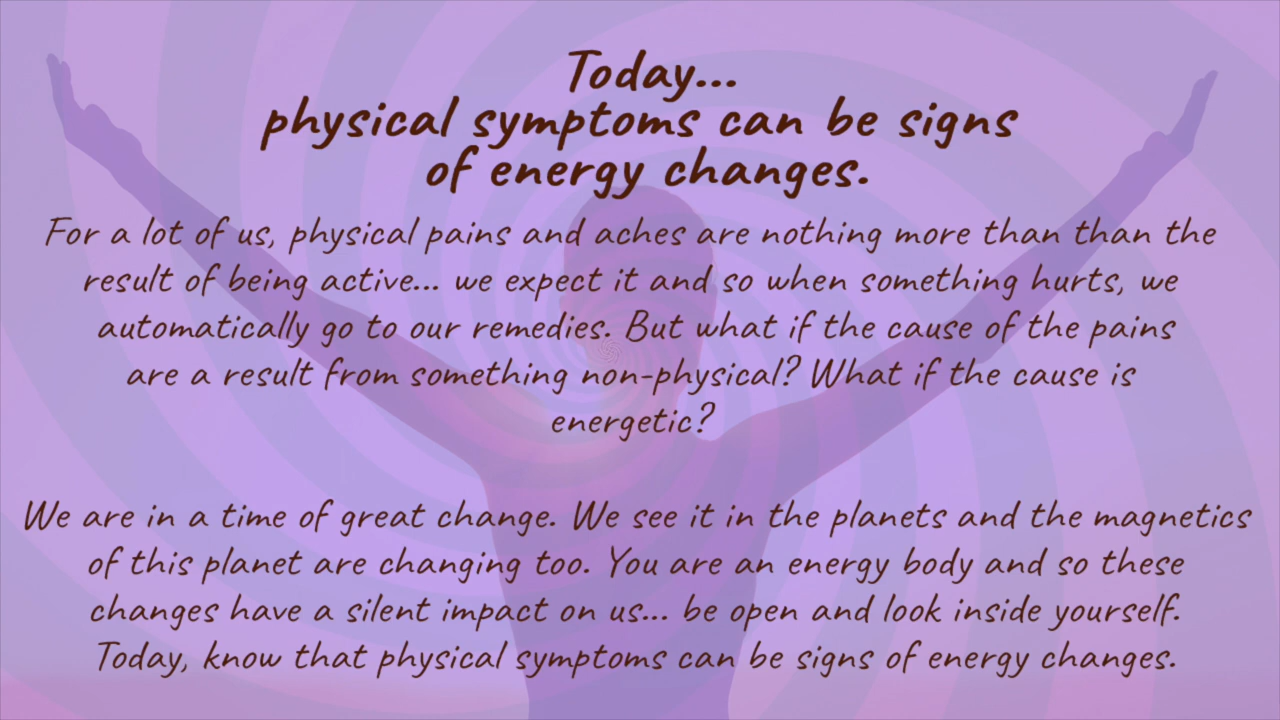 Today...
physical symptoms can be signs
of energy changes.
For a lot of us, physical pains and aches are nothing more than than the
result of being active... we expect it and so when something hurts, we
automatically go to our remedies. But what if the cause of the pains
are a result from something non-physical? What if the cause is
energetic?
We are in a time of great change. We see it in the planets and the magnetics
of this planet are changing too. You are an energy body and so these
changes have a silent impact on us... be open and look inside yourself.
Today, know that physical symptoms can be signs of energy changes.